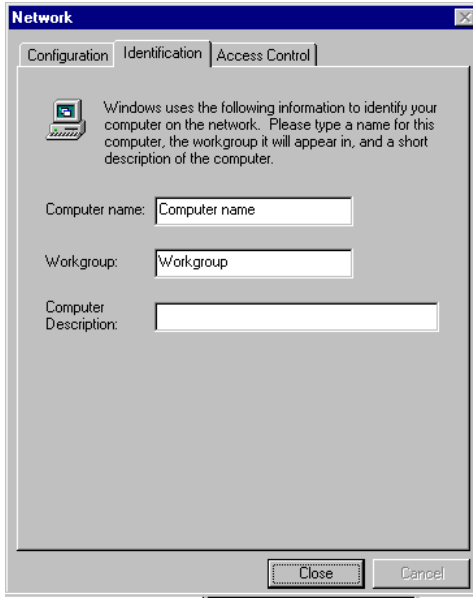 Network
Configuration Identification Access Control
Windows uses the following information to identify your
computer on the network. Please type a name for this
computer, the workgroup it will appear in, and a short
description of the computer.
Computer name: Computer name
Workgroup: Workgroup
Computer
Description:
Close Cancel